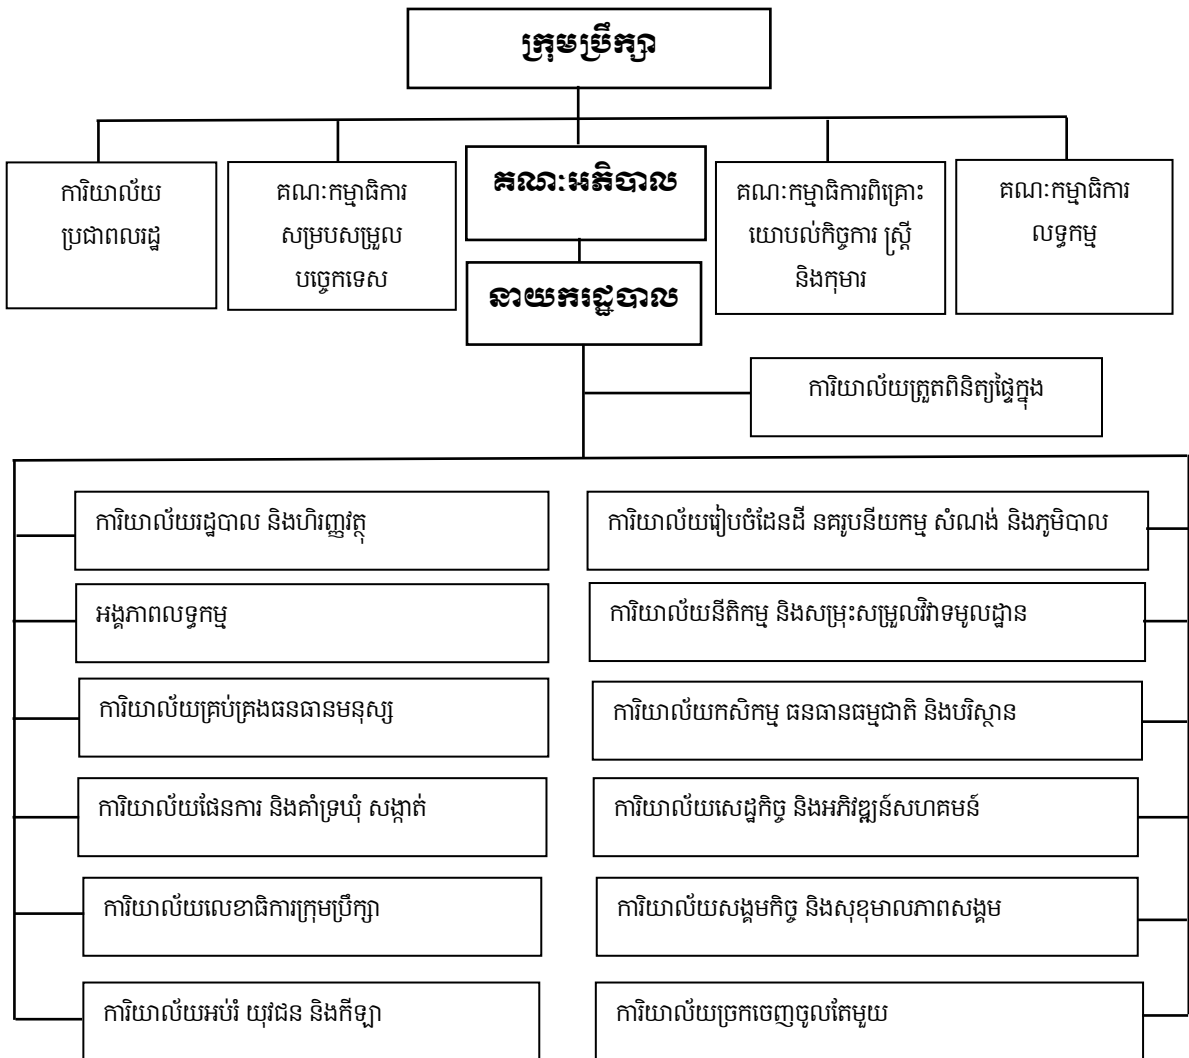 ក្រុមប្រឹក្សា
ការិយាល័យ
ប្រជាពលរដ្ឋ
គណៈកម្មាធិការ
សម្របសម្រួល
បច្ចេកទេស
គណៈអភិបាល
គណៈកម្មាធិការពិគ្រោះ
យោបល់កិច្ចការ ស្ត្រី
និងកុមារ
គណៈកម្មាធិការ
លទ្ធកម្ម
នាយករដ្ឋបាល
ការិយាល័យត្រួតពិនិត្យផ្ទៃក្នុង
ការិយាល័យរដ្ឋបាល និងហិរញ្ញវត្ថុ
ការិយាល័យរៀបចំដែនដី នគរូបនីយកម្ម សំណង់ និងភូមិបាល
អង្គភាពលទ្ធកម្ម
ការិយាល័យនីតិកម្ម និងសម្រុះសម្រួលវិវាទមូលដ្ឋាន
ការិយាល័យគ្រប់គ្រងធនធានមនុស្ស
ការិយាល័យកសិកម្ម ធនធានធម្មជាតិ និងបរិស្ថាន
ការិយាល័យផែនការ និងគាំទ្រឃុំ សង្កាត់
ការិយាល័យសេដ្ឋកិច្ច និងអភិវឌ្ឍន៍សហគមន៍
ការិយាល័យលេខាធិការក្រុមប្រឹក្សា
ការិយាល័យសង្គមកិច្ច និងសុខុមាលភាពសង្គម
ការិយាល័យអប់រំ យុវជន និងកីឡា
ការិយាល័យច្រកចេញចូលតែមួយ